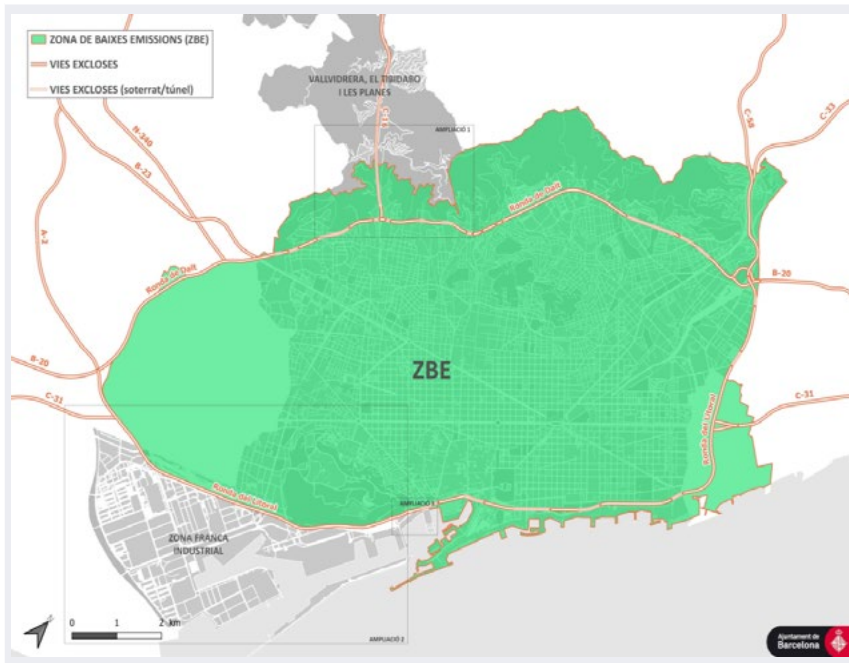 ZONA DE BAIXES EMISSIONS (ZBE)
VIES EXCLOSES
VIES EXCLOSES (soterrat/túnel)
VALLVIDRERA, EL TIBIDABO
I LES PLANES
C-16
AMPLIACIÓ 1
C-58
C-33
N-340
B-23
A-2
Ronda de Dalt
Ronda de Dalt
B-20
B-20
ZBE
C-31
C-31
Ronda del Litoral
Ronda del Litoral
AMPLIACIÓ 3
ZONA FRANCA
INDUSTRIAL
0 1 2 km
AMPLIACIÓ 2
Ajuntament de
Barcelona